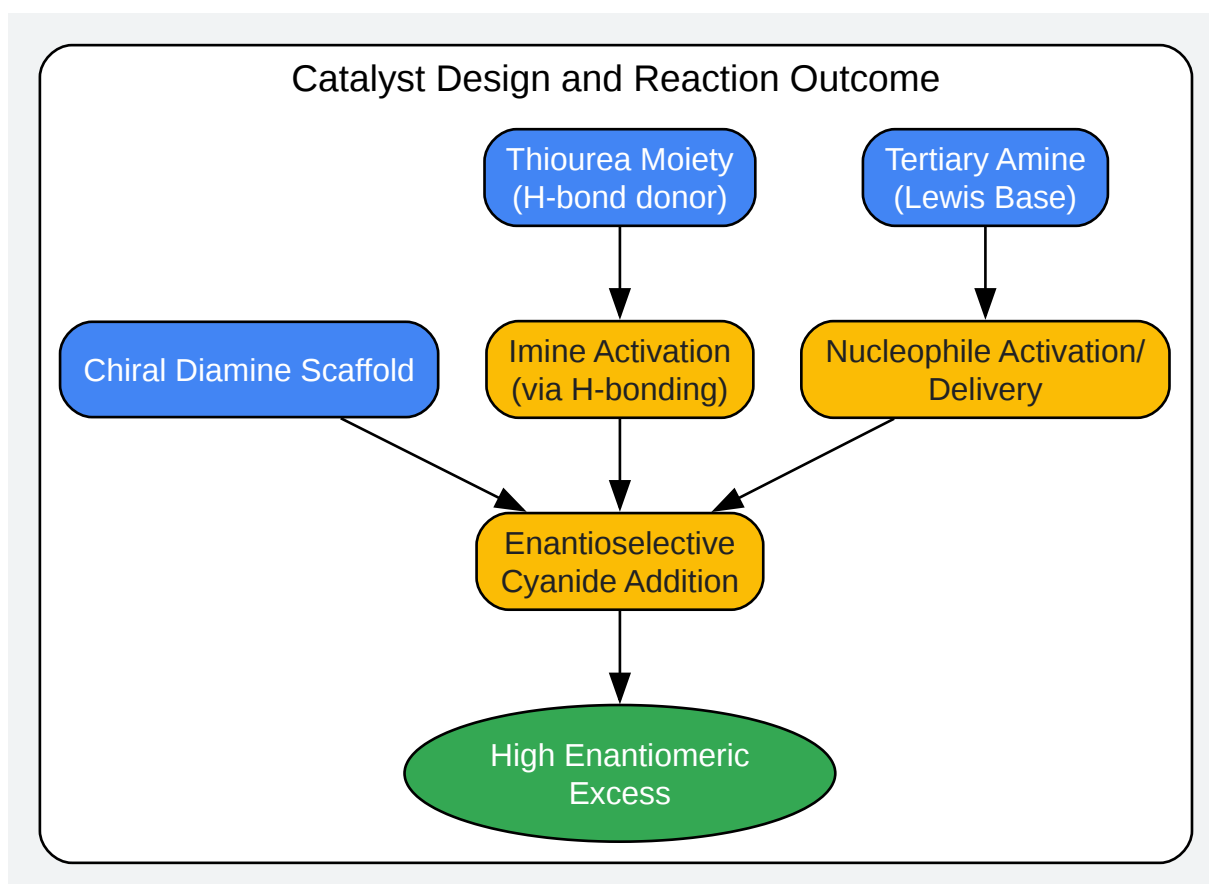 Catalyst Design and Reaction Outcome
Thiourea Moiety
(H-bond donor)
Tertiary Amine
(Lewis Base)
Chiral Diamine Scaffold
Imine Activation
(via H-bonding)
Nucleophile Activation/
Delivery
Enantioselective
Cyanide Addition
High Enantiomeric
Excess